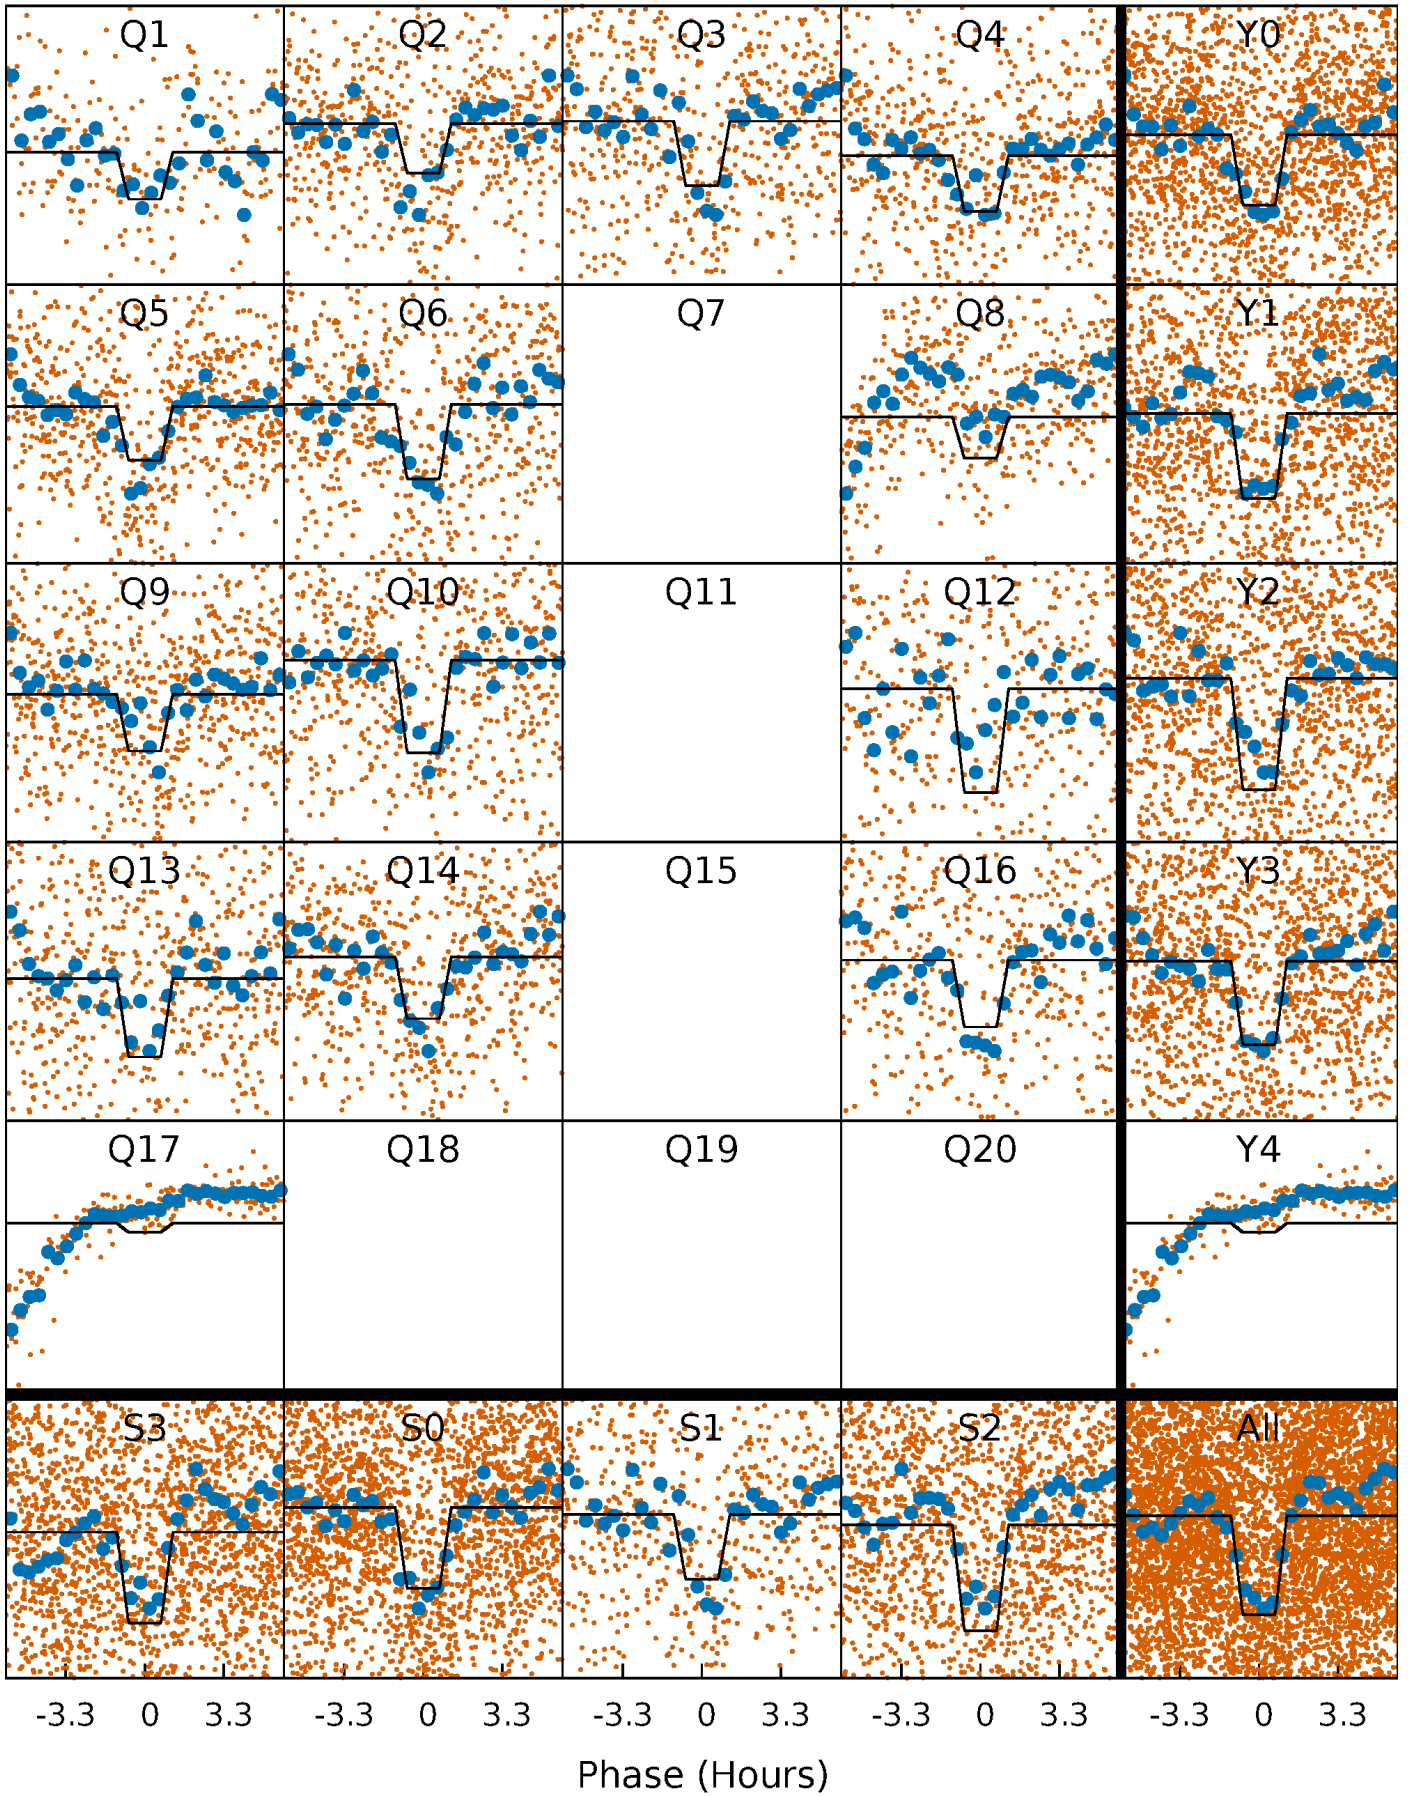 Q1 Q2 Q3 Q4 Y0
Q5 Q6 Q7 Q8 Y1
Q9 Q10 Q11 Q12 Y2
Q13 Q14 Q15 Q16 Y3
Q17 Q18 Q19 Q20 Y4
S3 S0 S1 S2 All
-3.3 0 3.3 -3.3 0 3.3 -3.3 0 3.3 -3.3 0 3.3 -3.3 0 3.3
Phase (Hours)